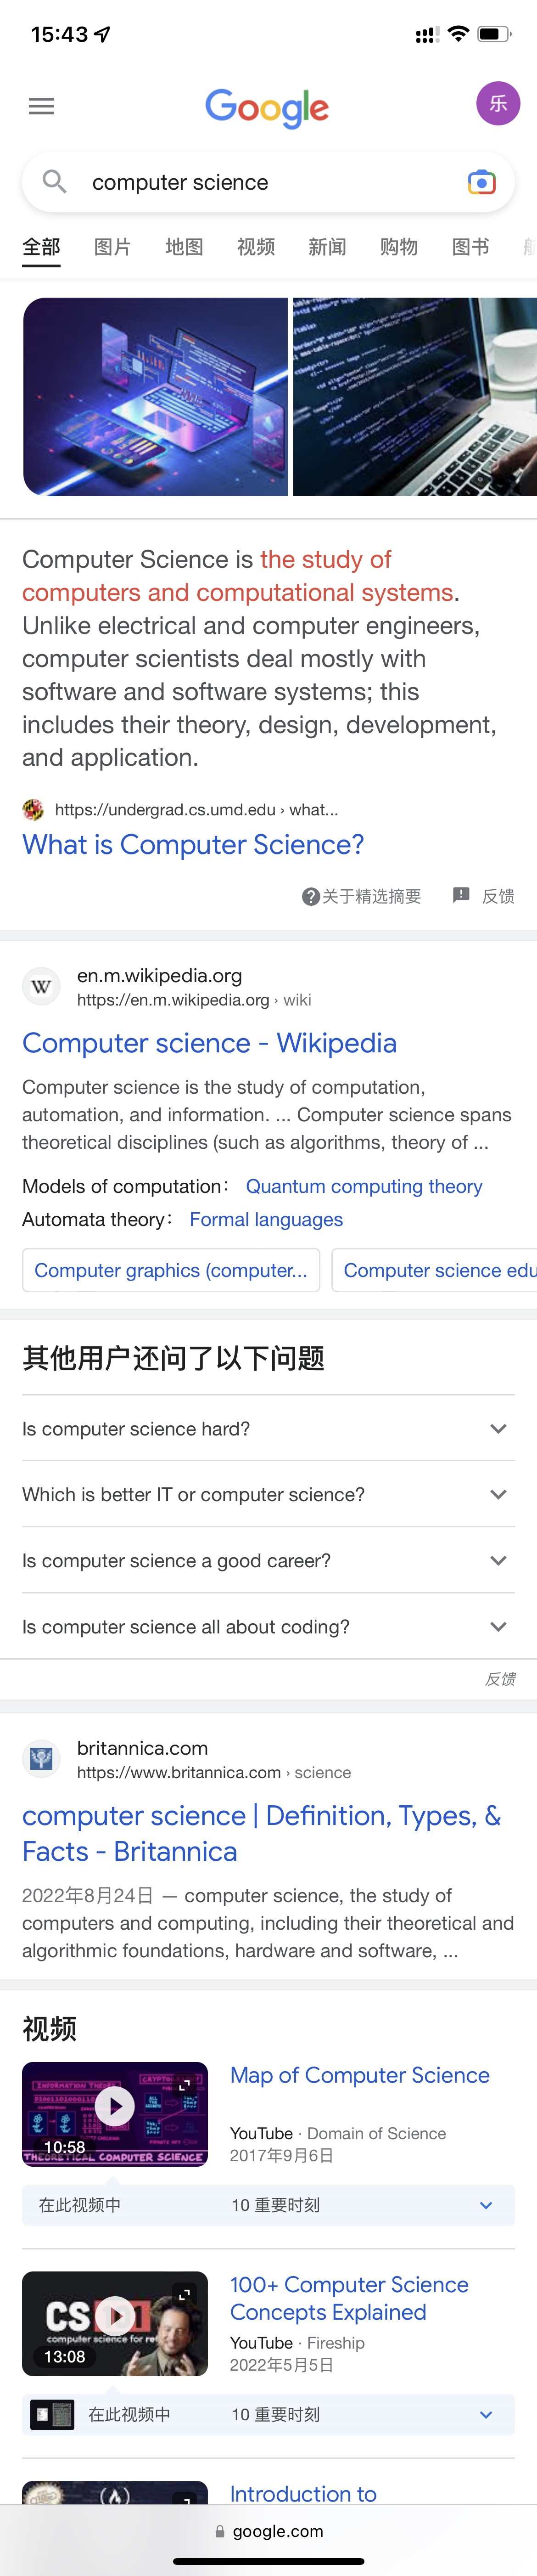 15:43
Google
乐
computer science
全部 图片 地图 视频 新闻 购物 图书
Computer Science is the study of
computers and computational systems.
Unlike electrical and computer engineers,
computer scientists deal mostly with
software and software systems; this
includes their theory, design, development,
and application.
https://undergrad.cs.umd.edu › what...
What is Computer Science?
关于精选摘要 反馈
W
en.m.wikipedia.org
https://en.m.wikipedia.org › wiki
Computer science - Wikipedia
Computer science is the study of computation,
automation, and information. ... Computer science spans
theoretical disciplines (such as algorithms, theory of ...
Models of computation： Quantum computing theory
Automata theory： Formal languages
Computer graphics (computer... Computer science edu
其他用户还问了以下问题
Is computer science hard?
Which is better IT or computer science?
Is computer science a good career?
Is computer science all about coding?
反馈
britannica.com
https://www.britannica.com › science
computer science | Definition, Types, &
Facts - Britannica
2022年8月24日 — computer science, the study of
computers and computing, including their theoretical and
algorithmic foundations, hardware and software, ...
视频
INFORMATION THEORY
10:58
THEORETICAL COMPUTER SCIENCE
Map of Computer Science
YouTube · Domain of Science
2017年9月6日
在此视频中 10 重要时刻
CS
computer science for
13:08
100+ Computer Science
Concepts Explained
YouTube · Fireship
2022年5月5日
在此视频中 10 重要时刻
Introduction to
google.com